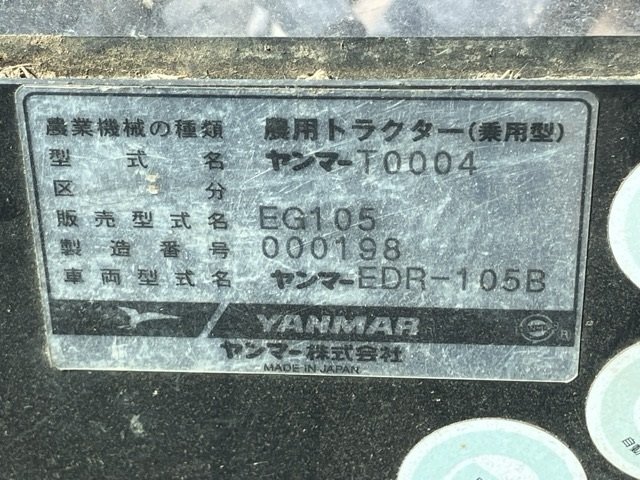 農業機械の種類 農用トラクター(乗用型)
型式名 ヤンマーT0004
区分
販売型式名 EG105
製造番号 000198
車両型式名 ヤンマーEDR-105B
YANMAR
ヤンマー株式会社
MADE IN JAPAN
自動